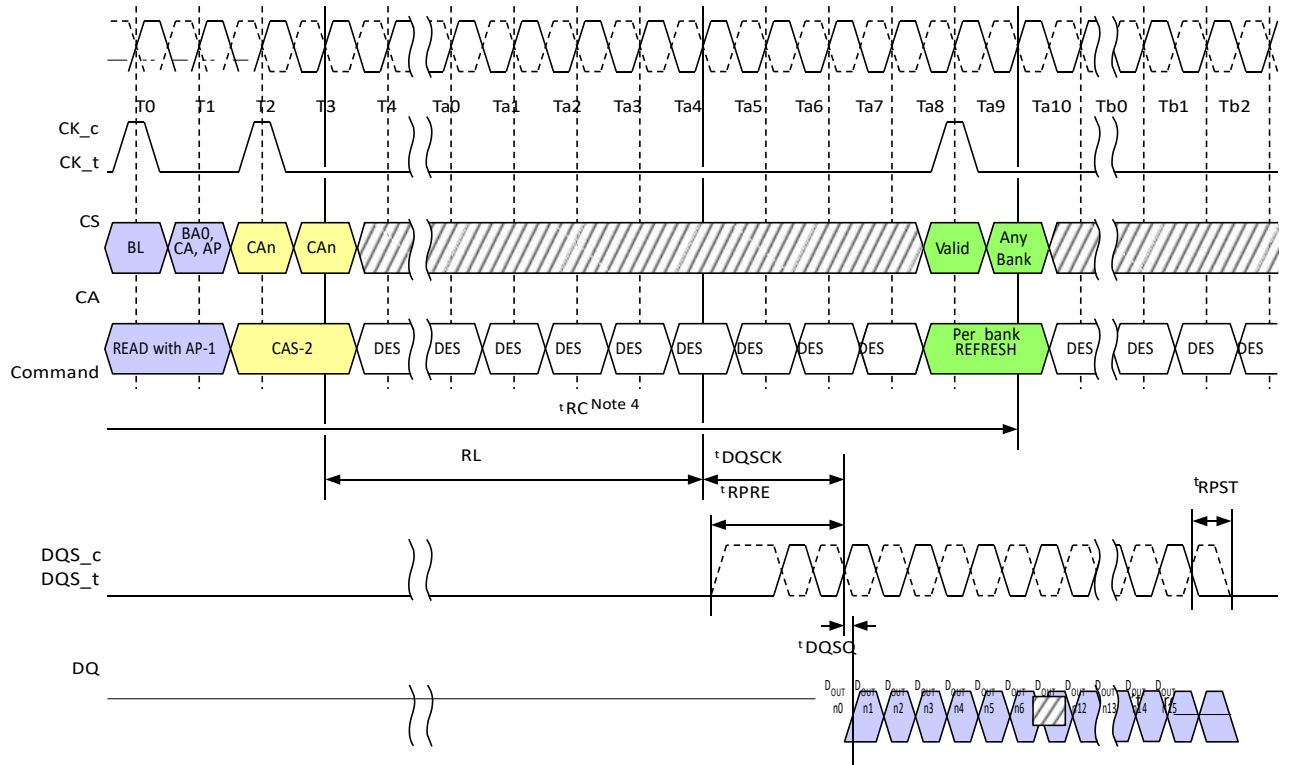 T0 T1 T2 T3 T4 Ta0 Ta1 Ta2 Ta3 Ta4 Ta5 Ta6 Ta7 Ta8 Ta9 Ta10 Tb0 Tb1 Tb2
CK_c
CK_t
CS
BL
BA0,
CA, AP
CAn
CAn
Valid
Any
Bank
CA
READ with AP-1
CAS-2
DES DES DES DES DES DES DES DES
Per bank
REFRESH
DES DES DES DES
Command
tRC Note 4
RL
tDQSCK
tRPRE
tRPST
DQS_c
DQS_t
tDQSQ
DQ
DOUT DOUT DOUT DOUT DOUT DOUT DOUT DOUT DOUT DOUT DOUT DOUT
n0 n1 n2 n3 n4 n5 n6 n12 n13 n14 n15